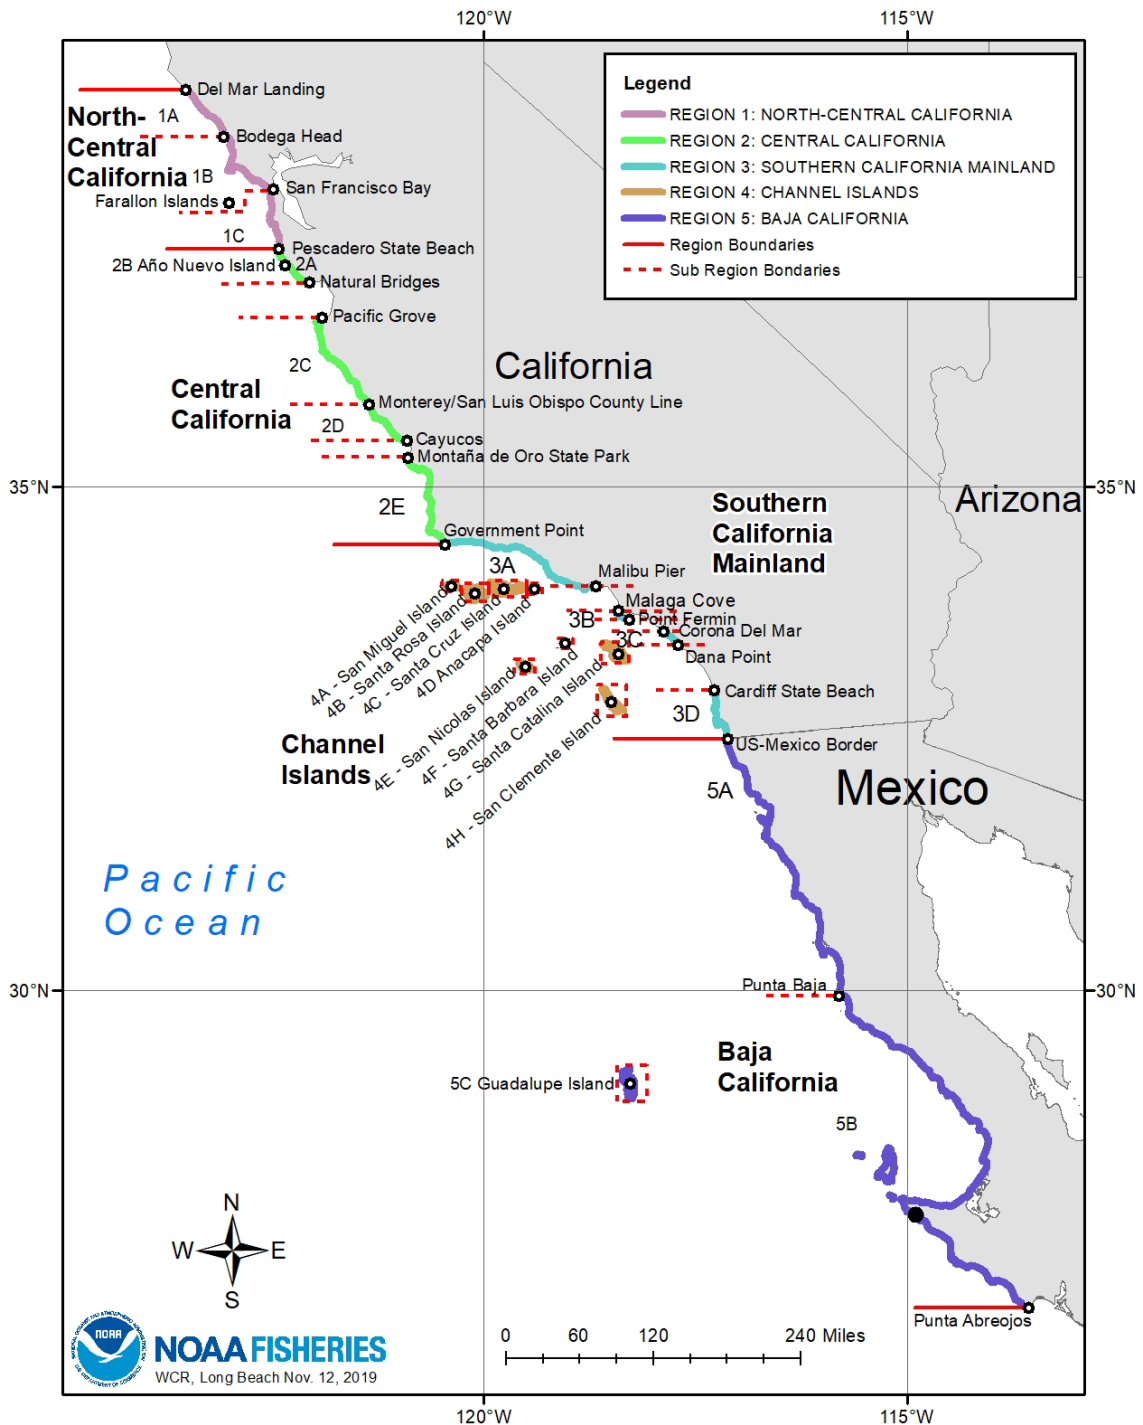 120°W
115°W
Legend
REGION 1: NORTH-CENTRAL CALIFORNIA
REGION 2: CENTRAL CALIFORNIA
REGION 3: SOUTHERN CALIFORNIA MAINLAND
REGION 4: CHANNEL ISLANDS
REGION 5: BAJA CALIFORNIA
Region Boundaries
Sub Region Bondaries
Del Mar Landing
1A
North-
Central
California
Bodega Head
1B
San Francisco Bay
Farallon Islands
1C
Pescadero State Beach
2B Año Nuevo Island
2A
Natural Bridges
Pacific Grove
2C
California
Central
California
Monterey/San Luis Obispo County Line
2D
Cayucos
Montaña de Oro State Park
35°N
35°N
2E
Arizona
Southern
California
Mainland
Government Point
3A
Malibu Pier
Malaga Cove
3B
Point Fermin
Corona Del Mar
3C
Dana Point
4A - San Miguel Island
4B - Santa Rosa Island
4C - Santa Cruz Island
4D Anacapa Island
4E - San Nicolas Island
4F - Santa Barbara Island
4G - Santa Catalina Island
4H - San Clemente Island
Cardiff State Beach
3D
Channel
Islands
US-Mexico Border
5A
Mexico
Pacific
Ocean
30°N
30°N
Punta Baja
Baja
California
5C Guadalupe Island
5B
N
W
E
S
Punta Abreojos
NOAA
NOAA FISHERIES
WCR, Long Beach Nov. 12, 2019
0 60 120 240 Miles
120°W
115°W